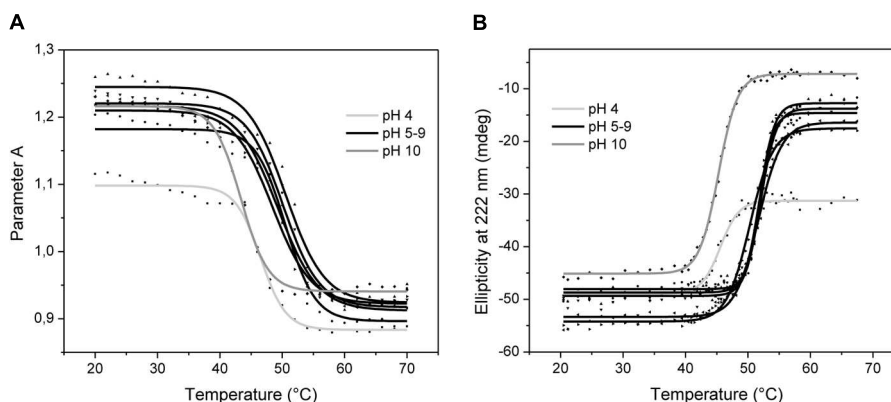 A
Parameter A
1,3
1,2
1,1
1,0
0,9
20 30 40 50 60 70
Temperature (°C)
pH 4
pH 5-9
pH 10
B
Ellipticity at 222 nm (mdeg)
-10
-20
-30
-40
-50
-60
20 30 40 50 60 70
Temperature (°C)
pH 4
pH 5-9
pH 10